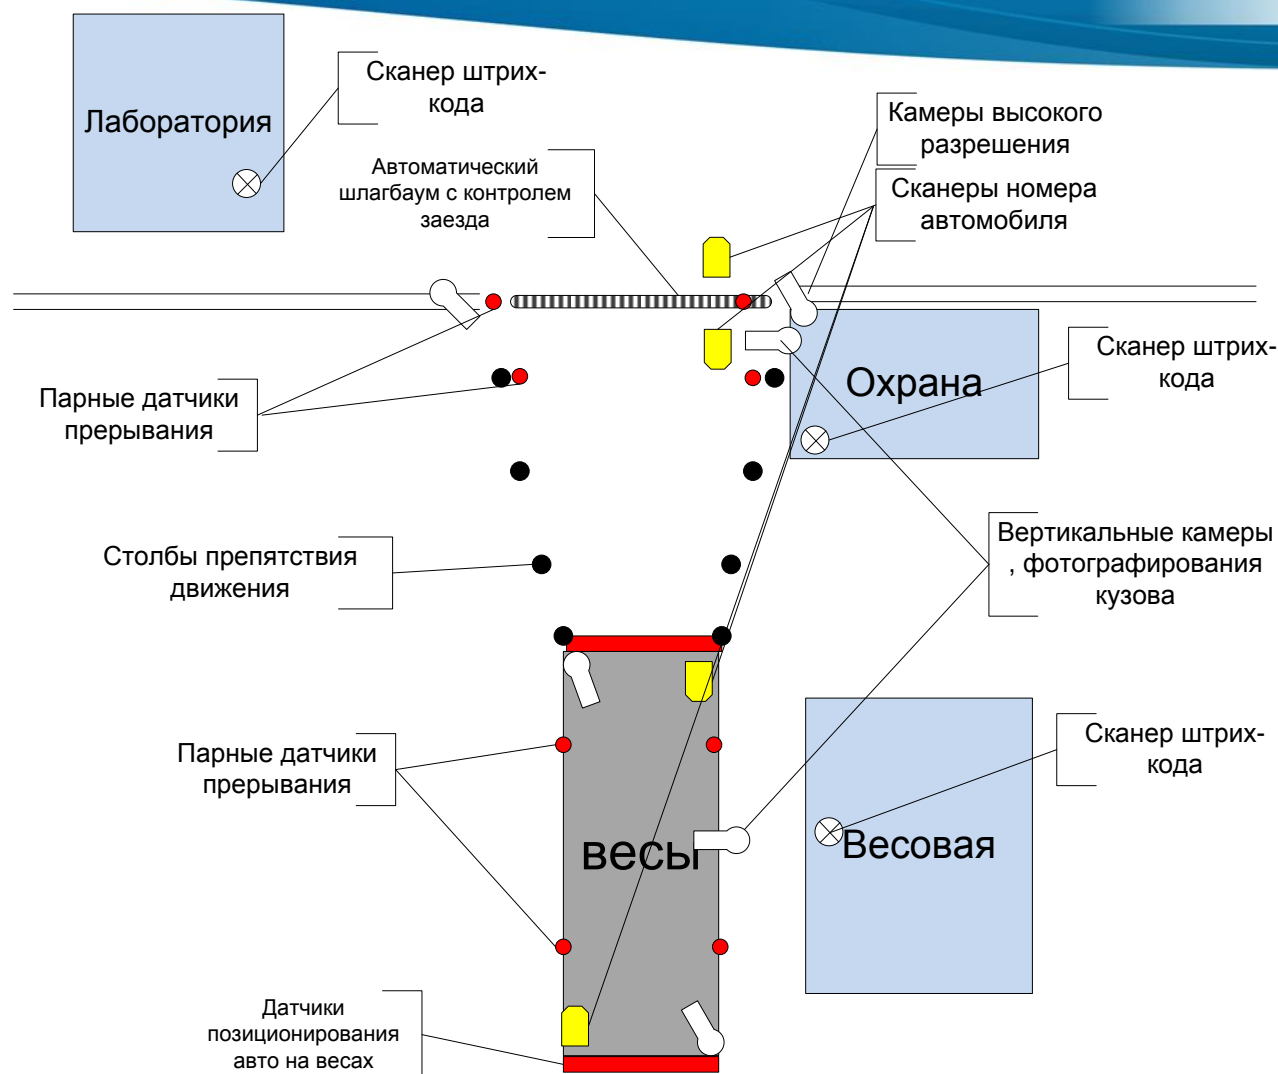 Лаборатория
Сканер штрих-
кода
Автоматический
шлагбаум с контролем
заезда
Камеры высокого
разрешения
Сканеры номера
автомобиля
Парные датчики
прерывания
Охрана
Сканер штрих-
кода
Столбы препятствия
движения
Вертикальные камеры
, фотографирования
кузова
Парные датчики
прерывания
весы
Весовая
Сканер штрих-
кода
Датчики
позиционирования
авто на весах